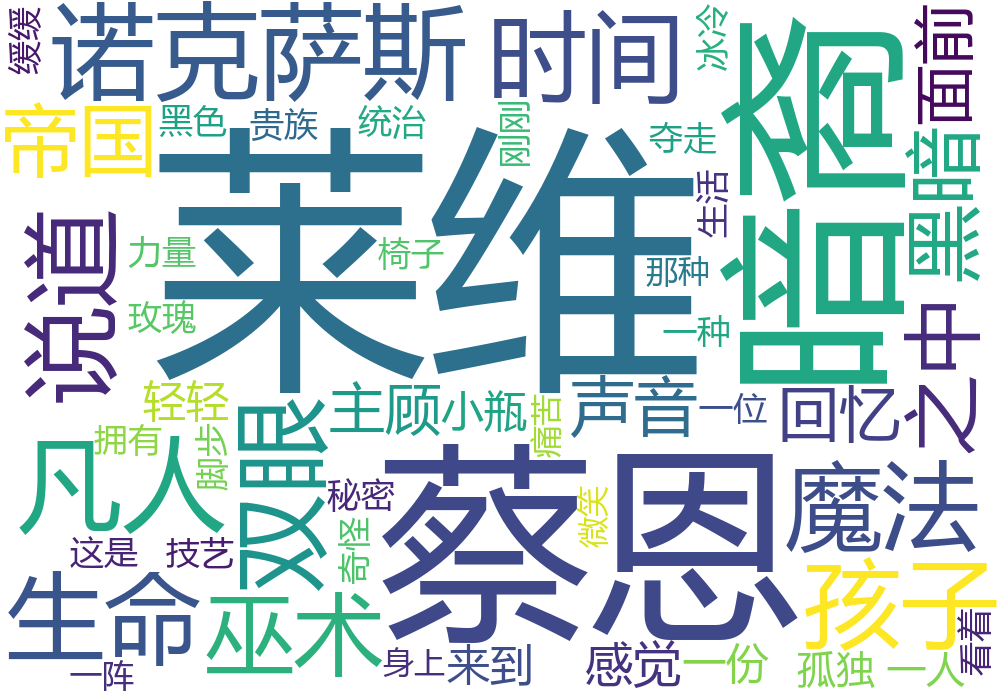 缓缓
诺克萨斯
时间
冰冷
暗裔
面前
帝国
黑色
贵族
统治
刚刚
夺走
莱维
黑暗
生活
说道
力量
椅子
那种
玫瑰
一种
之中
轻轻
双眼
主顾
小瓶
痛苦
声音
一位
回忆
拥有
脚步
凡人
蔡恩
秘密
微笑
魔法
奇怪
这是
技艺
生命
巫术
孩子
看着
一阵
身上
来到
感觉
一份
孤独
一人